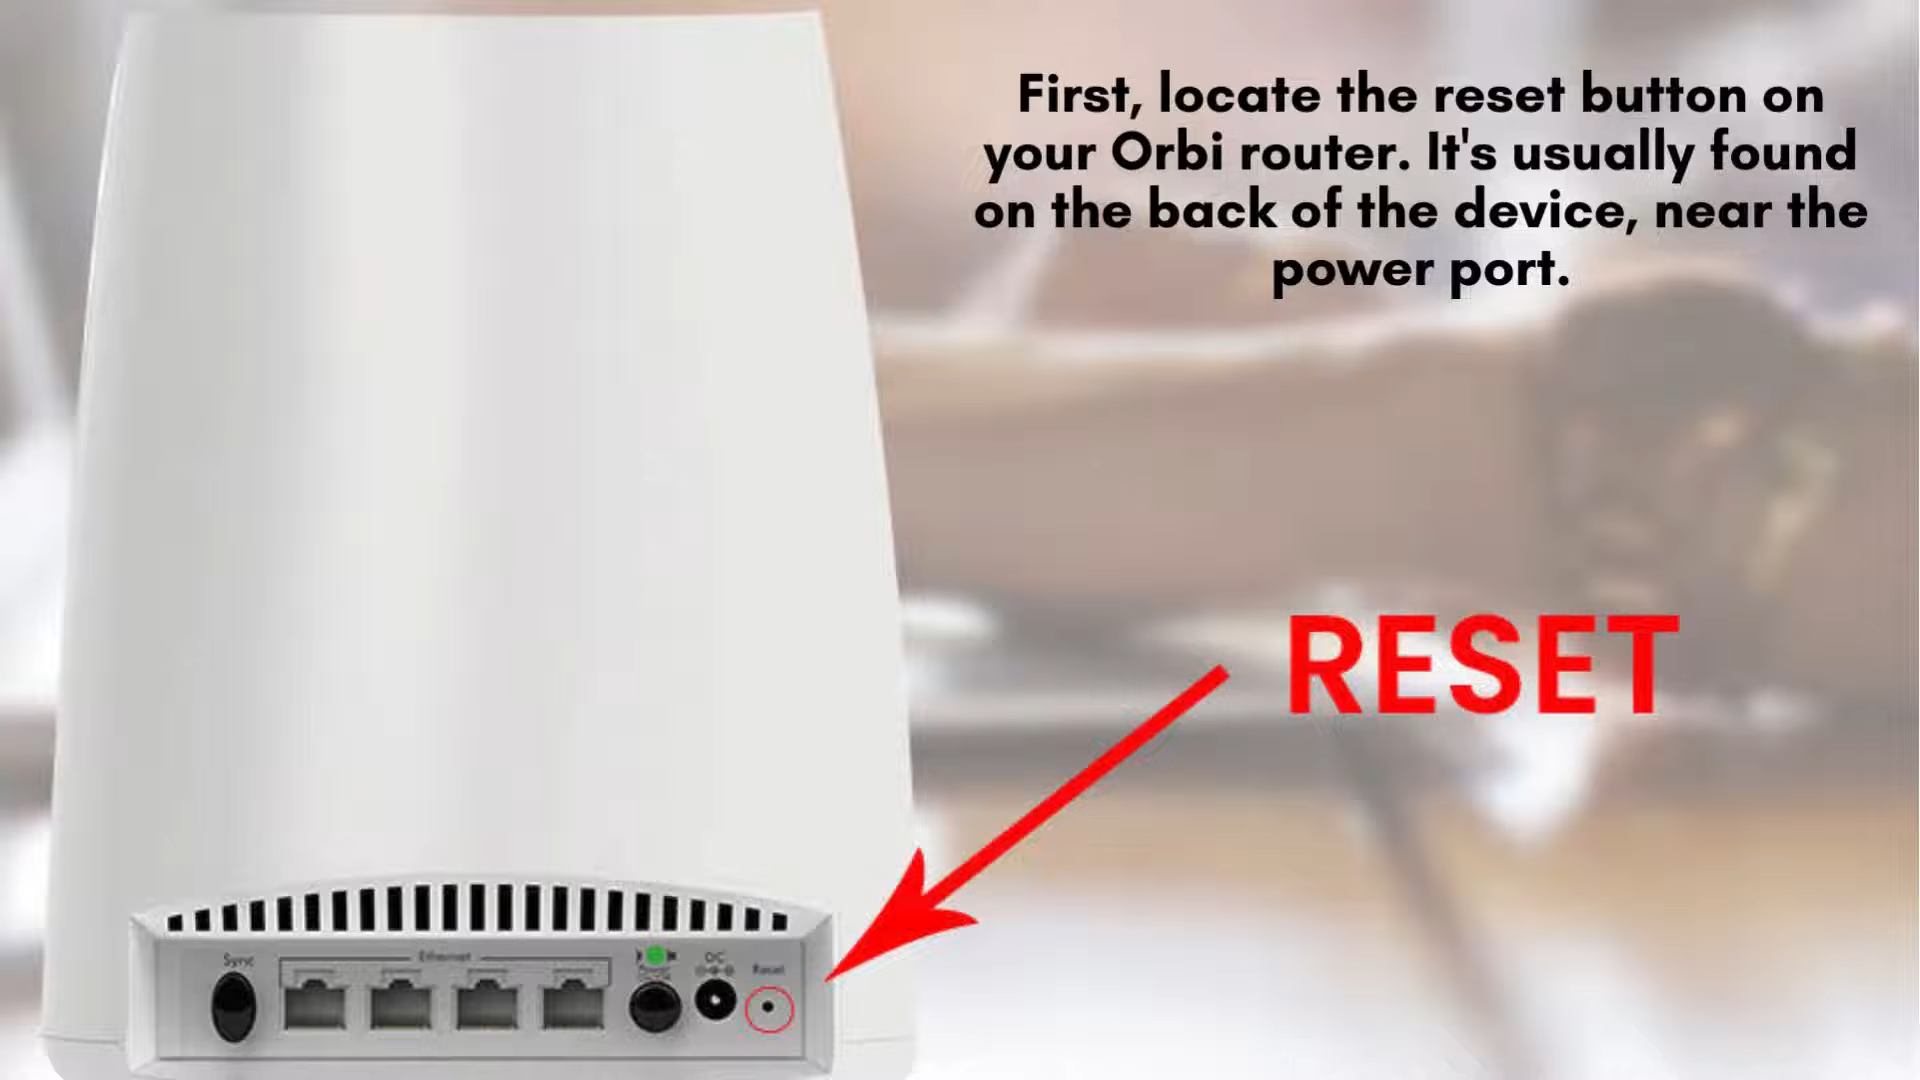 First, locate the reset button on
your Orbi router. It's usually found
on the back of the device, near the
power port.
RESET
Sync
Ethernet
DC
Reset